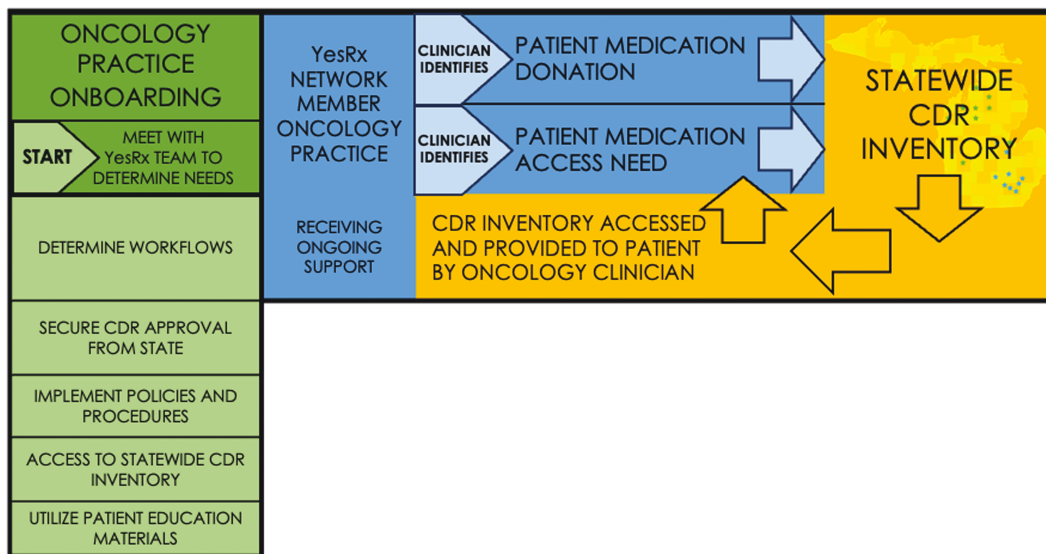 ONCOLOGY
PRACTICE
ONBOARDING
START
MEET WITH
YesRx TEAM TO
DETERMINE NEEDS
DETERMINE WORKFLOWS
SECURE CDR APPROVAL
FROM STATE
IMPLEMENT POLICIES AND
PROCEDURES
ACCESS TO STATEWIDE CDR
INVENTORY
UTILIZE PATIENT EDUCATION
MATERIALS
YesRx
NETWORK
MEMBER
ONCOLOGY
PRACTICE
RECEIVING
ONGOING
SUPPORT
CLINICIAN
IDENTIFIES
PATIENT MEDICATION
DONATION
CLINICIAN
IDENTIFIES
PATIENT MEDICATION
ACCESS NEED
STATEWIDE
CDR
INVENTORY
CDR INVENTORY ACCESSED
AND PROVIDED TO PATIENT
BY ONCOLOGY CLINICIAN